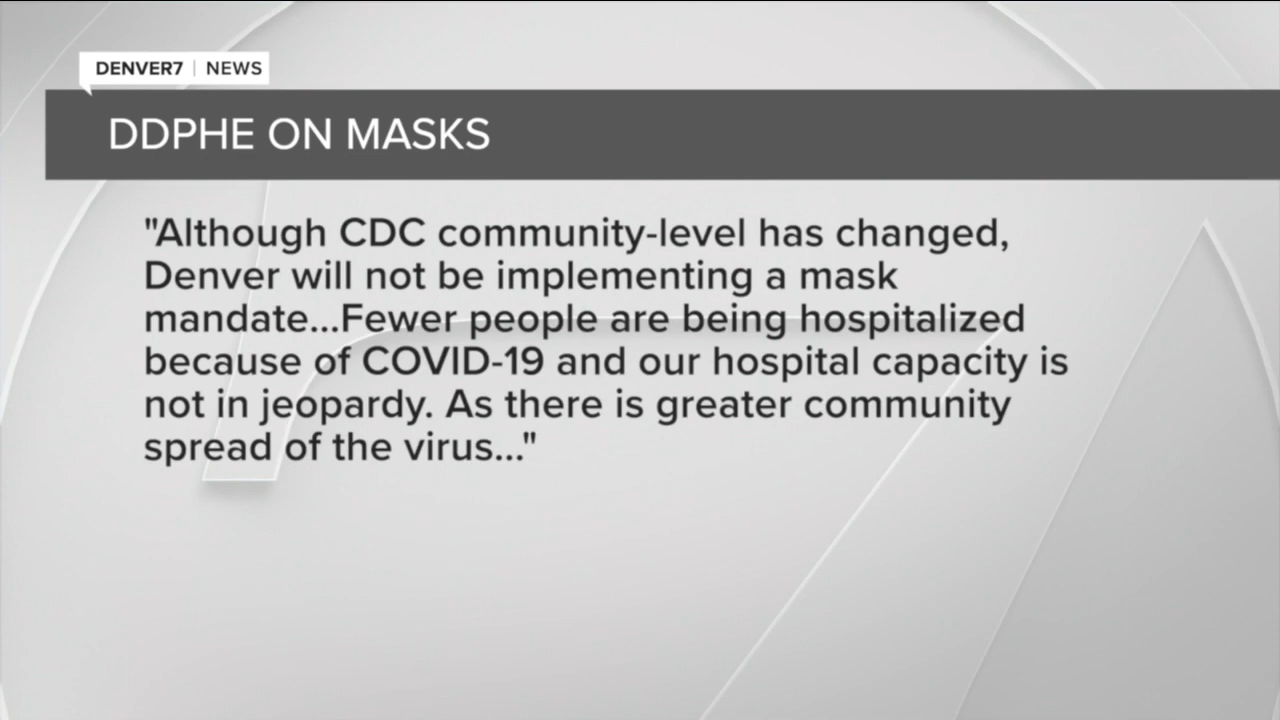 DENVER7 | NEWS
DDPHE ON MASKS
"Although CDC community-level has changed,
Denver will not be implementing a mask
mandate...Fewer people are being hospitalized
because of COVID-19 and our hospital capacity is
not in jeopardy. As there is greater community
spread of the virus..."